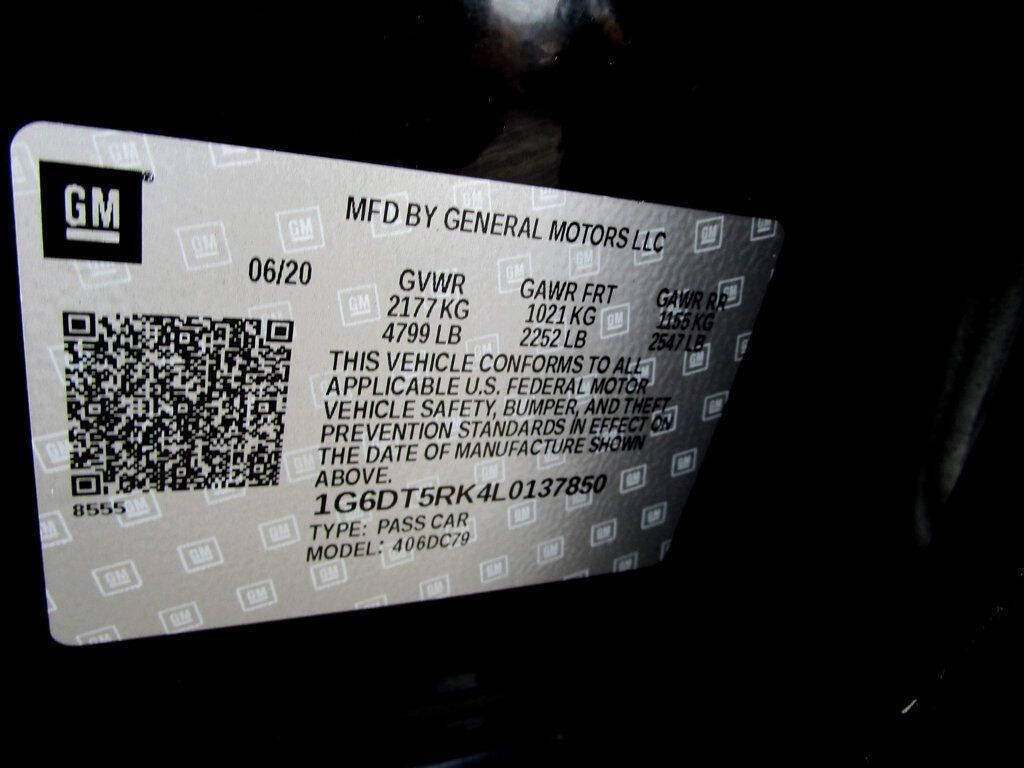 GM
MFD BY GENERAL MOTORS LLC
06/20
GVWR GAWR FRT GAWR RR
2177 KG 1021 KG 1155 KG
4799 LB 2252 LB 2547 LB
THIS VEHICLE CONFORMS TO ALL
APPLICABLE U.S. FEDERAL MOTOR
VEHICLE SAFETY, BUMPER, AND THEFT
PREVENTION STANDARDS IN EFFECT ON
THE DATE OF MANUFACTURE SHOWN
ABOVE.
8555
1G6DT5RK4L0137850
TYPE: PASS CAR
MODEL: 406DC79